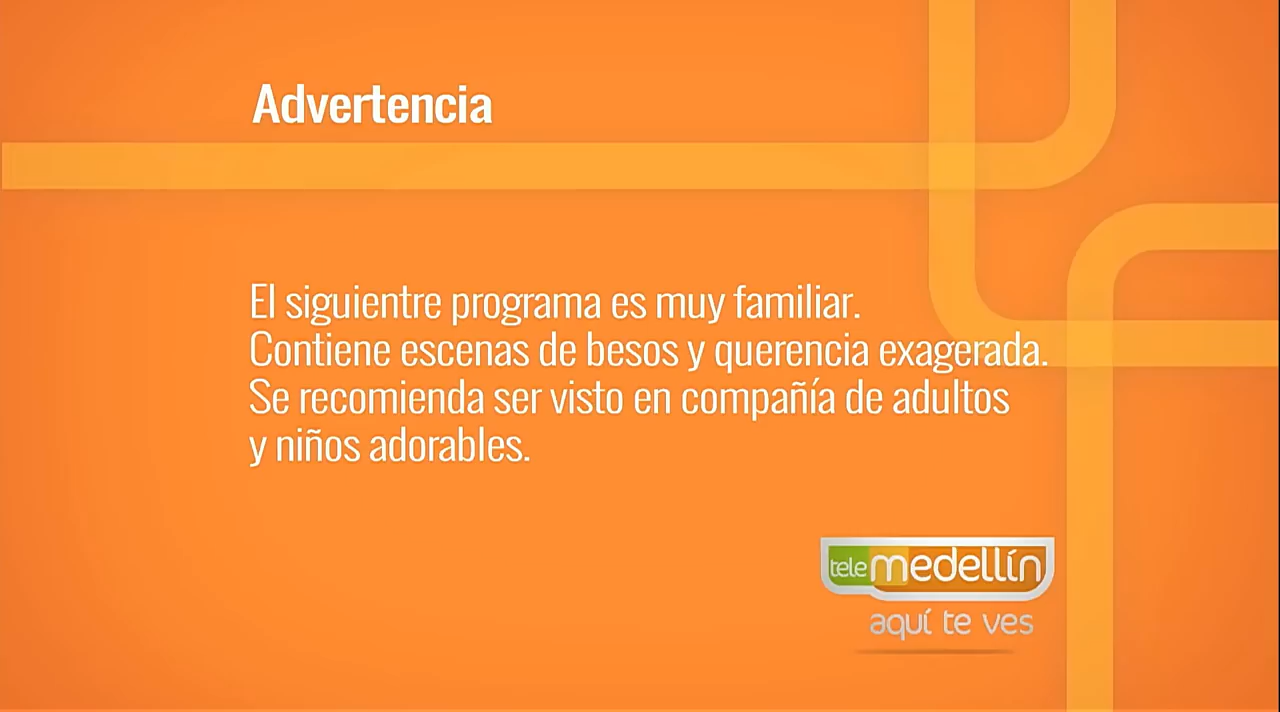 Advertencia
El siguientre programa es muy familiar.
Contiene escenas de besos y querencia exagerada.
Se recomienda ser visto en compañía de adultos
y niños adorables.
tele medellín
aquí te ves